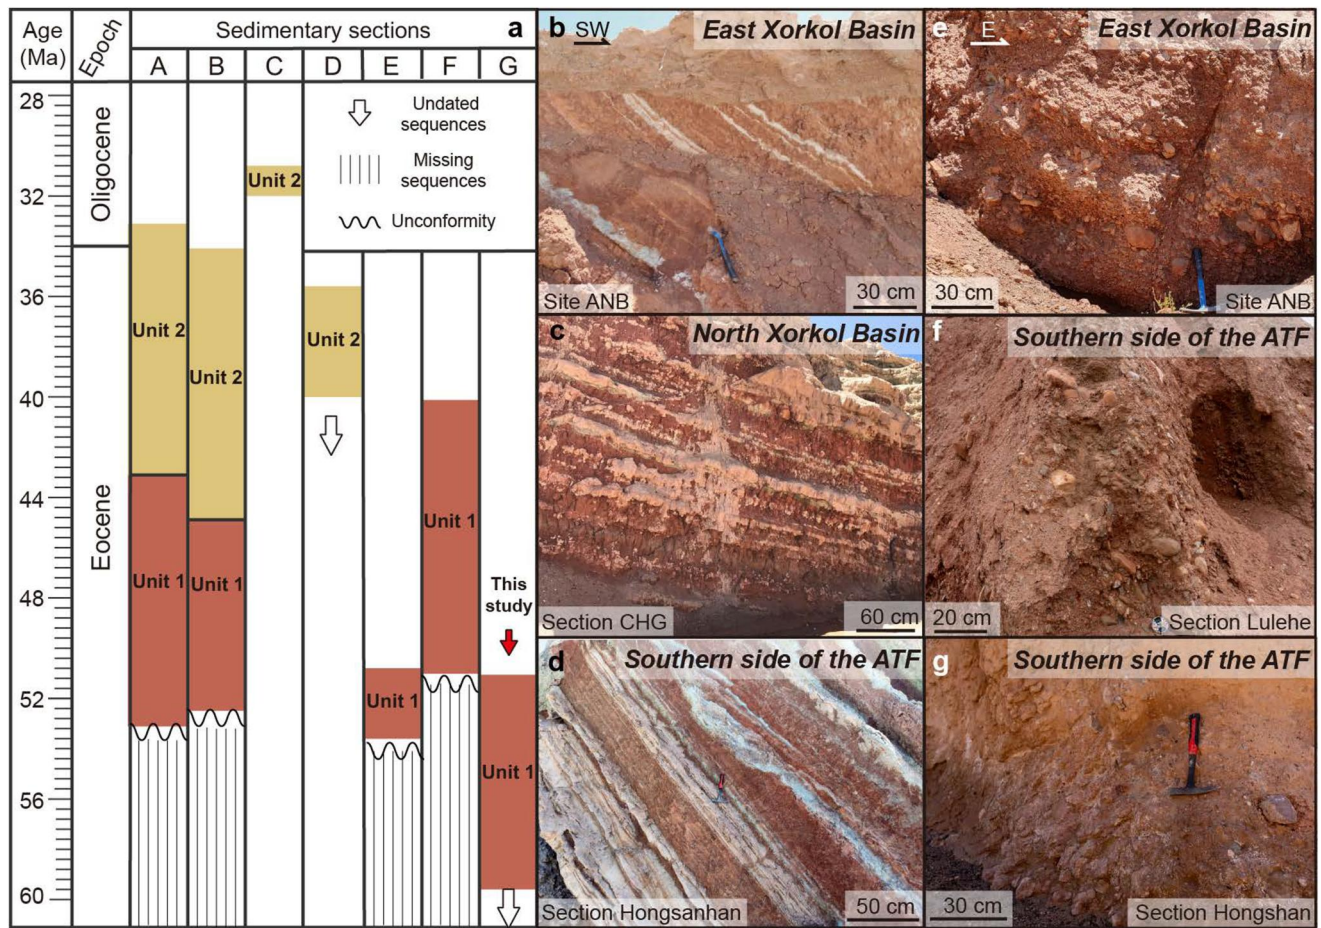 Age
(Ma)
Epoch
Sedimentary sections
a
A
B
C
D
E
F
G
28
32
36
40
44
48
52
56
60
Oligocene
Eocene
Undated
sequences
Missing
sequences
Unconformity
Unit 2
Unit 2
Unit 2
Unit 2
Unit 1
Unit 1
Unit 1
Unit 1
Unit 1
This
study
b
SW
East Xorkol Basin
Site ANB
30 cm
c
North Xorkol Basin
Section CHG
60 cm
d
Southern side of the ATF
Section Hongsanhan
50 cm
e
E
East Xorkol Basin
30 cm
Site ANB
f
Southern side of the ATF
20 cm
Section Lulehe
g
Southern side of the ATF
30 cm
Section Hongshan